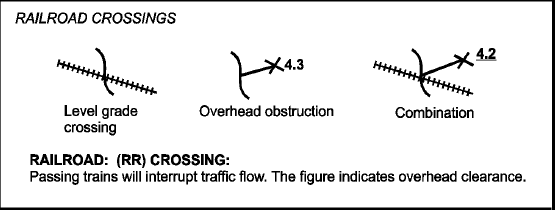 RAILROAD CROSSINGS
4.3
4.2
Level grade
crossing
Overhead obstruction
Combination
RAILROAD: (RR) CROSSING:
Passing trains will interrupt traffic flow. The figure indicates overhead clearance.